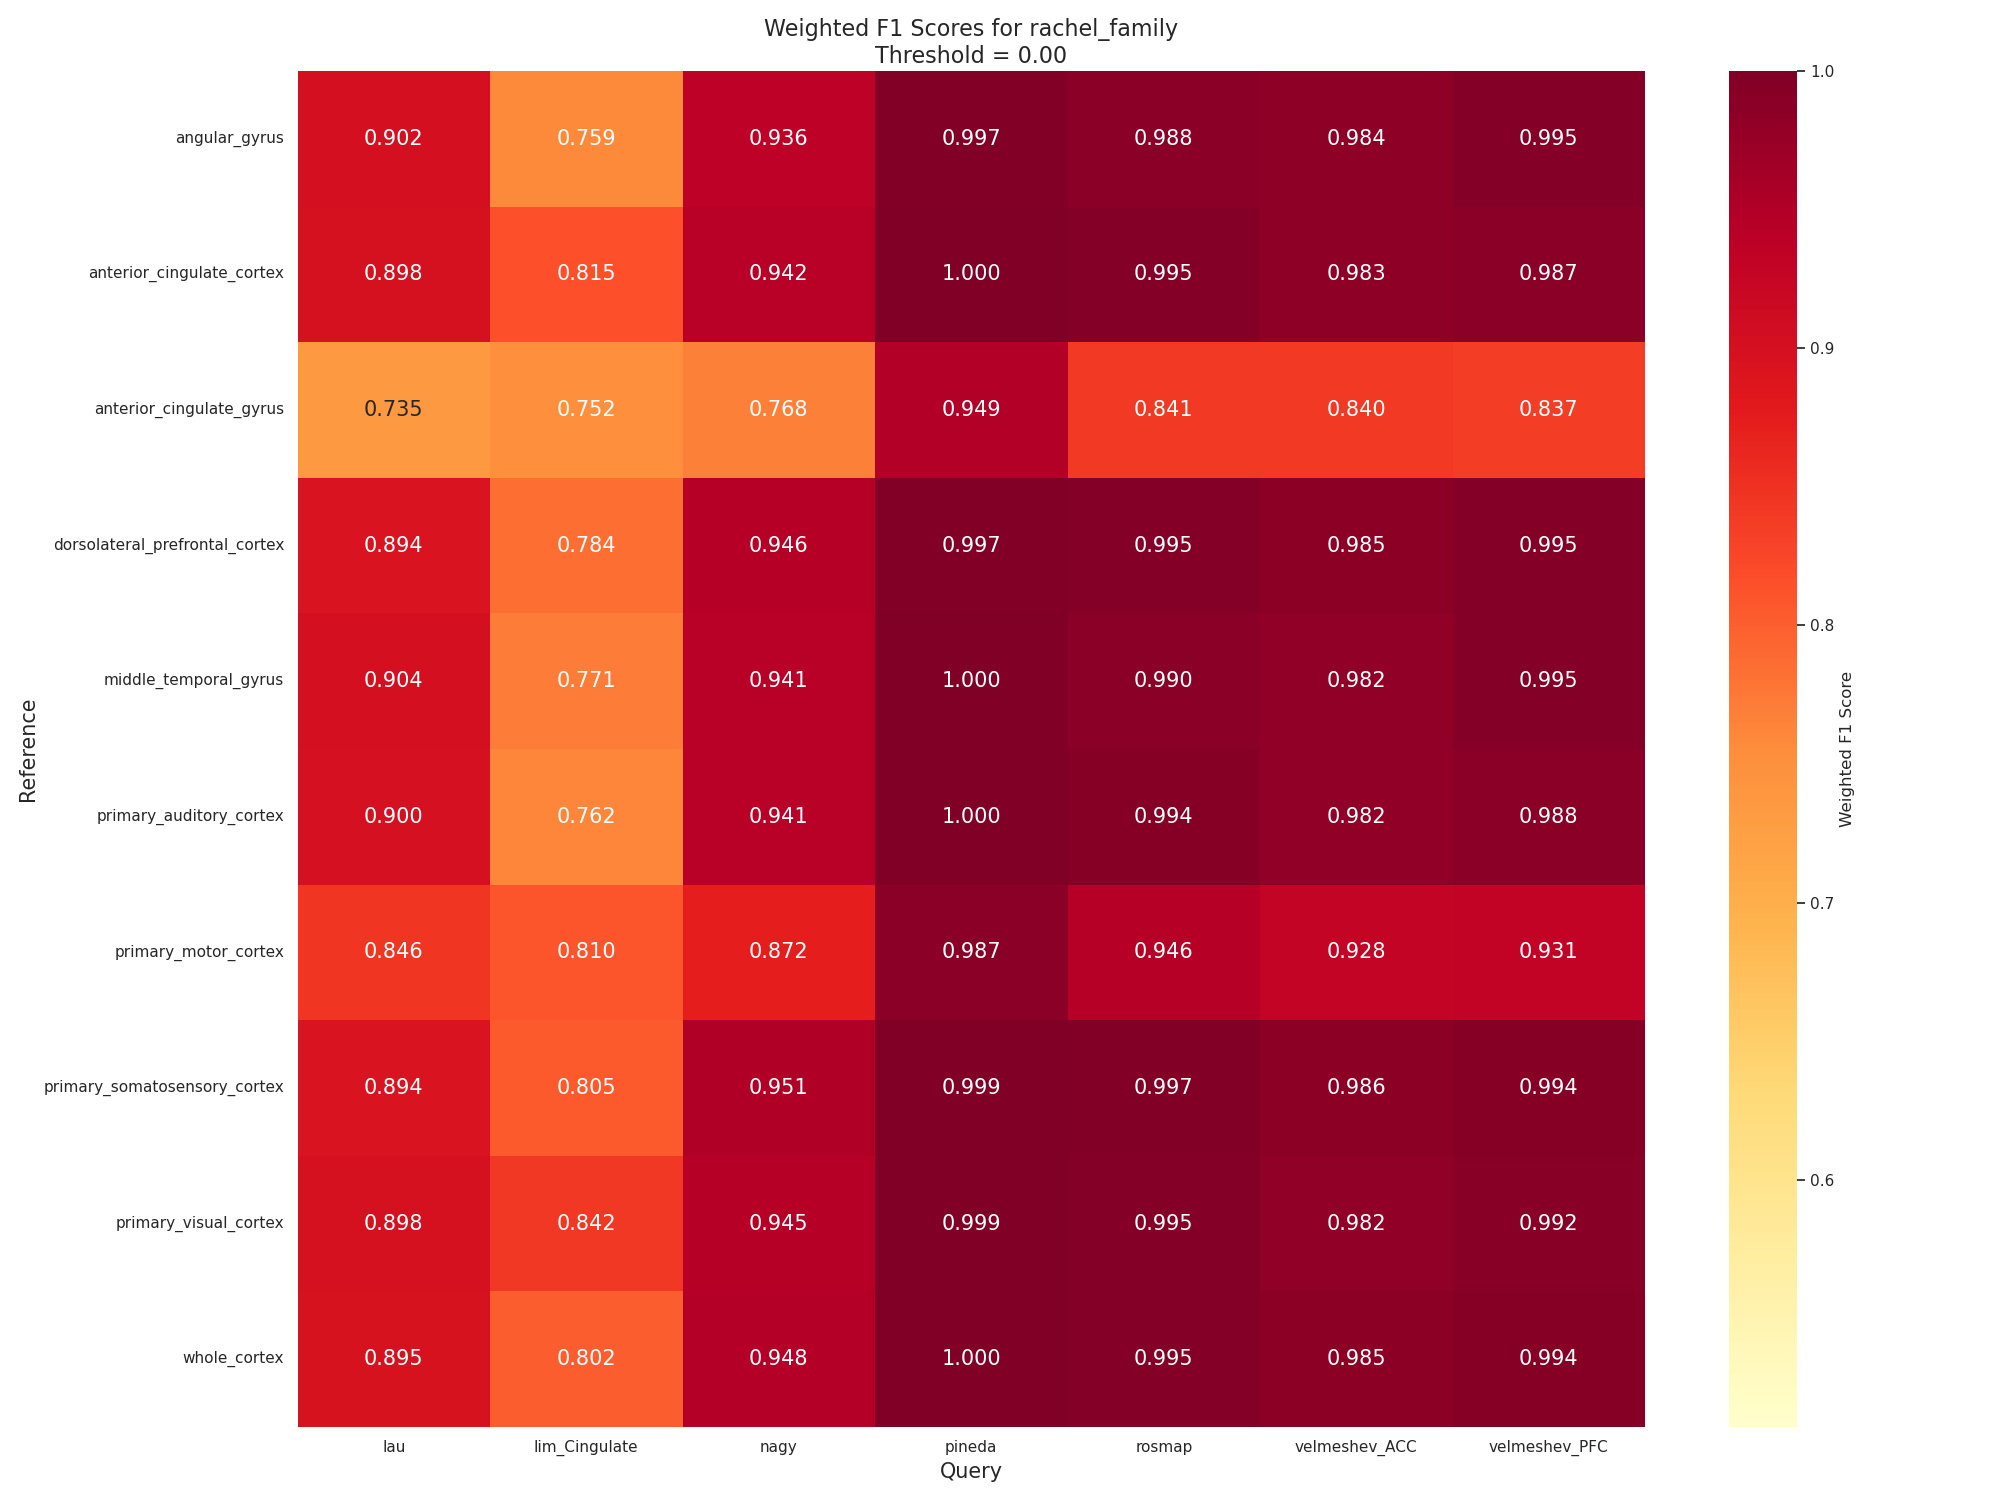 Weighted F1 Scores for rachel_family
Threshold = 0.00
angular_gyrus 0.902 0.759 0.936 0.997 0.988 0.984 0.995
anterior_cingulate_cortex 0.898 0.815 0.942 1.000 0.995 0.983 0.987
anterior_cingulate_gyrus 0.735 0.752 0.768 0.949 0.841 0.840 0.837
dorsolateral_prefrontal_cortex 0.894 0.784 0.946 0.997 0.995 0.985 0.995
middle_temporal_gyrus 0.904 0.771 0.941 1.000 0.990 0.982 0.995
primary_auditory_cortex 0.900 0.762 0.941 1.000 0.994 0.982 0.988
primary_motor_cortex 0.846 0.810 0.872 0.987 0.946 0.928 0.931
primary_somatosensory_cortex 0.894 0.805 0.951 0.999 0.997 0.986 0.994
primary_visual_cortex 0.898 0.842 0.945 0.999 0.995 0.982 0.992
whole_cortex 0.895 0.802 0.948 1.000 0.995 0.985 0.994
lau lim_Cingulate nagy pineda rosmap velmeshev_ACC velmeshev_PFC
Query
Reference
1.0
0.9
0.8
0.7
0.6
Weighted F1 Score